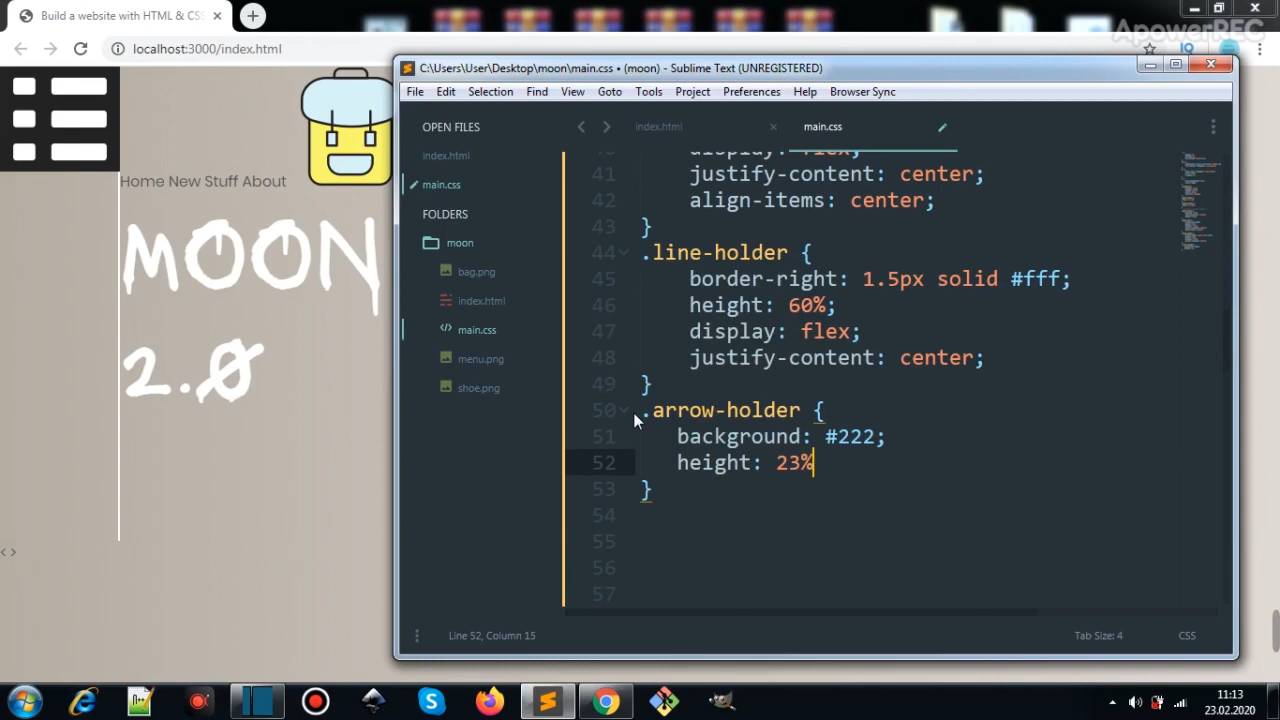 Build a website with HTML & CSS
ApowerREC
localhost:3000/index.html
IQ
C:\Users\User\Desktop\moon\main.css • (moon) - Sublime Text (UNREGISTERED)
File Edit Selection Find View Goto Tools Project Preferences Help Browser Sync
OPEN FILES
index.html
main.css
FOLDERS
moon
bag.png
index.html
main.css
menu.png
shoe.png
index.html main.css
display: flex;
41 justify-content: center;
42 align-items: center;
43 }
44 .line-holder {
45 border-right: 1.5px solid #fff;
46 height: 60%;
47 display: flex;
48 justify-content: center;
49 }
50 .arrow-holder {
51 background: #222;
52 height: 23%
53 }
54
55
56
57
Line 52, Column 15 Tab Size: 4 CSS
Home New Stuff About
MOON
2.0
< >
11:13
23.02.2020